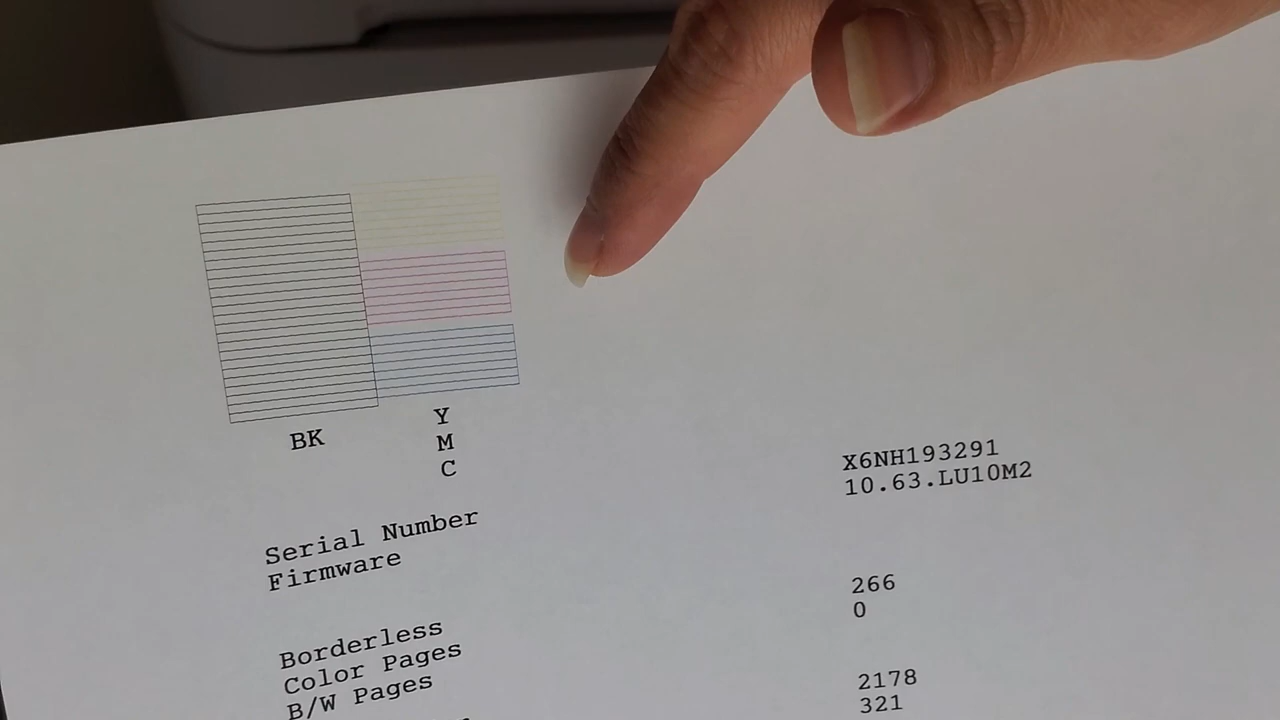 BK
Y
M
C
Serial Number X6NH193291
Firmware 10.63.LU10M2
Borderless 266
Color Pages 0
B/W Pages
2178
321